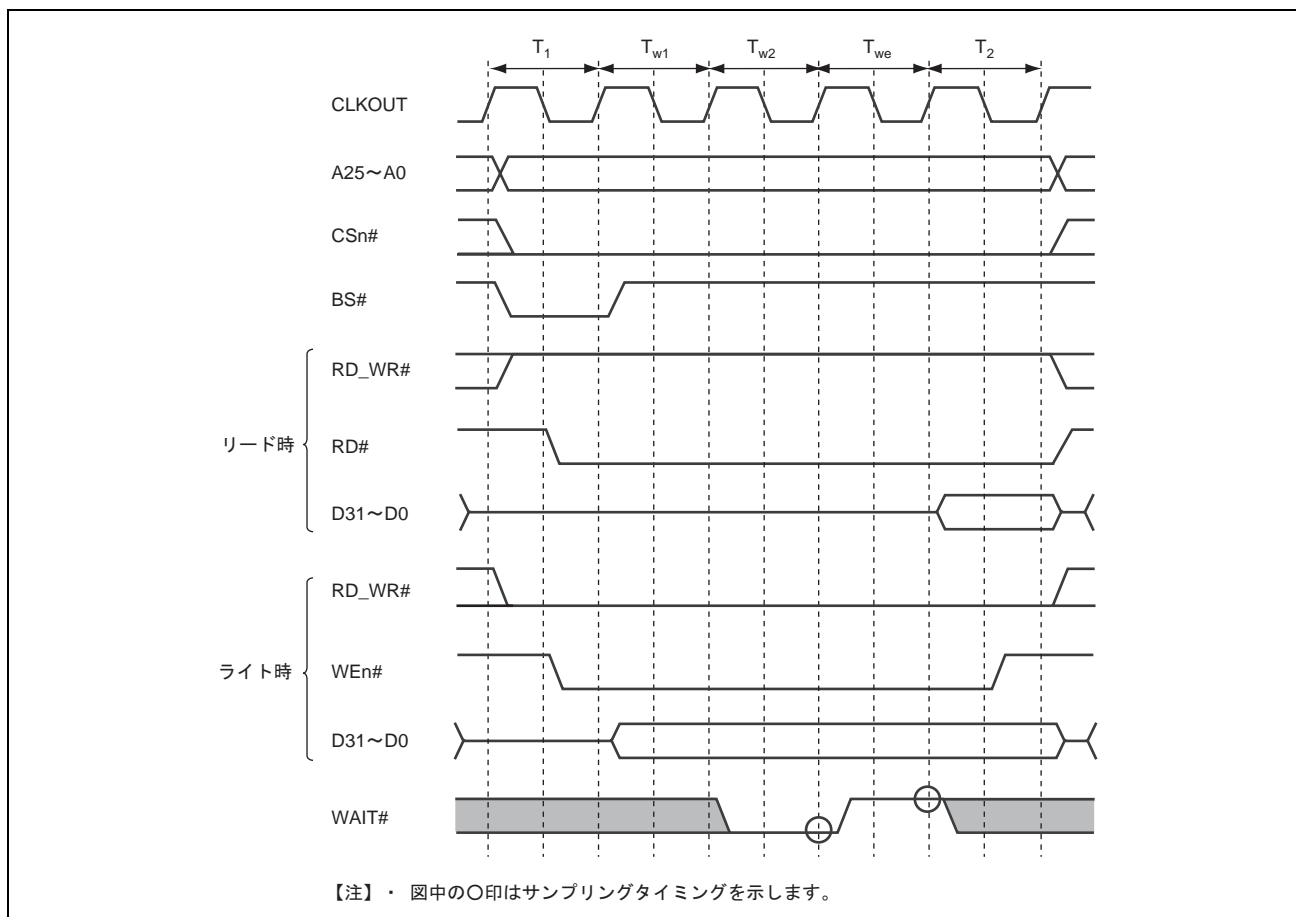 T1 Tw1 Tw2 Twe T2
CLKOUT
A25～A0
CSn#
BS#
RD_WR#
リード時
RD#
D31～D0
RD_WR#
ライト時
WEn#
D31～D0
WAIT#
【注】・ 図中の〇印はサンプリングタイミングを示します。